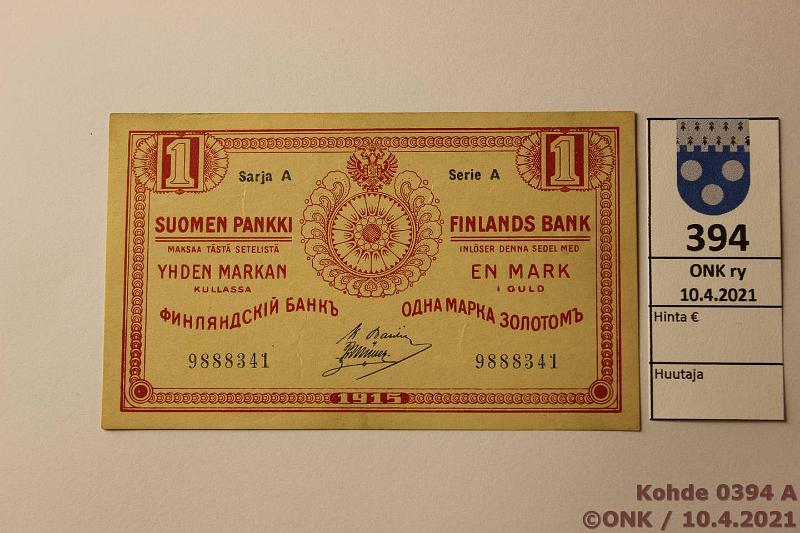 1
1
Sarja A
Serie A
SUOMEN PANKKI
MAKSAA TÄSTÄ SETELISTÄ
YHDEN MARKAN
KULLASSA
FINLANDS BANK
INLÖSER DENNA SEDEL MED
EN MARK
I GULD
ФИНЛЯНДСКІЙ БАНКЪ
ОДНА МАРКА ЗОЛОТОМЪ
9888341
9888341
1915
394
ONK ry
10.4.2021
Hinta €
Huutaja
Kohde 0394 A
©ONK / 10.4.2021